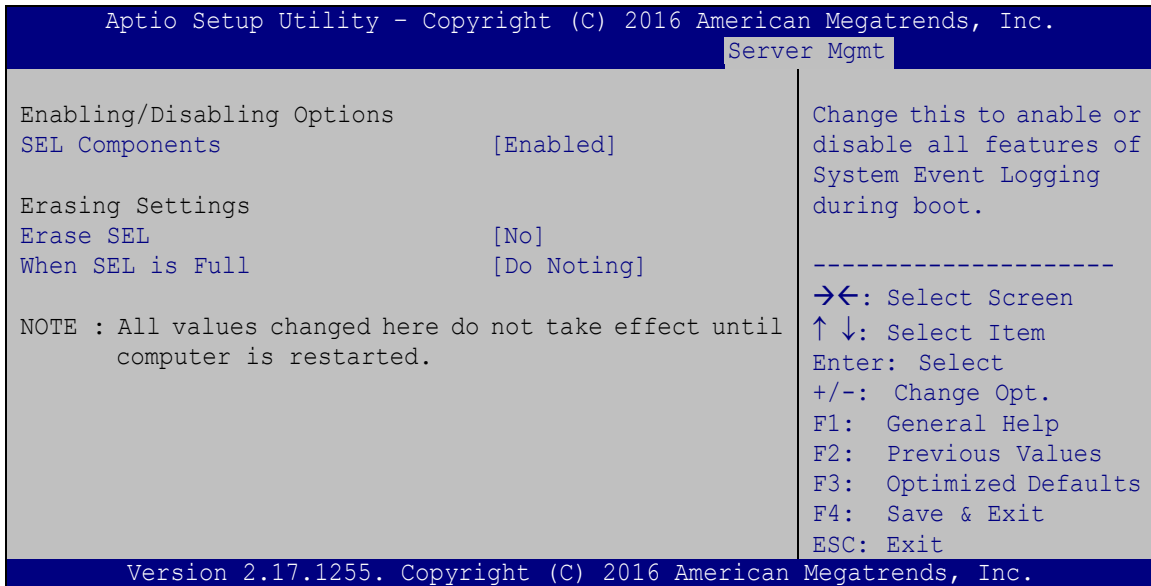 Aptio Setup Utility – Copyright (C) 2016 American Megatrends, Inc.
Server Mgmt
Enabling/Disabling Options
SEL Components [Enabled]
Erasing Settings
Erase SEL [No]
When SEL is Full [Do Noting]
NOTE : All values changed here do not take effect until
computer is restarted.
Change this to anable or
disable all features of
System Event Logging
during boot.
---------------------
→←: Select Screen
↑ ↓: Select Item
Enter: Select
+/-: Change Opt.
F1: General Help
F2: Previous Values
F3: Optimized Defaults
F4: Save & Exit
ESC: Exit
Version 2.17.1255. Copyright (C) 2016 American Megatrends, Inc.